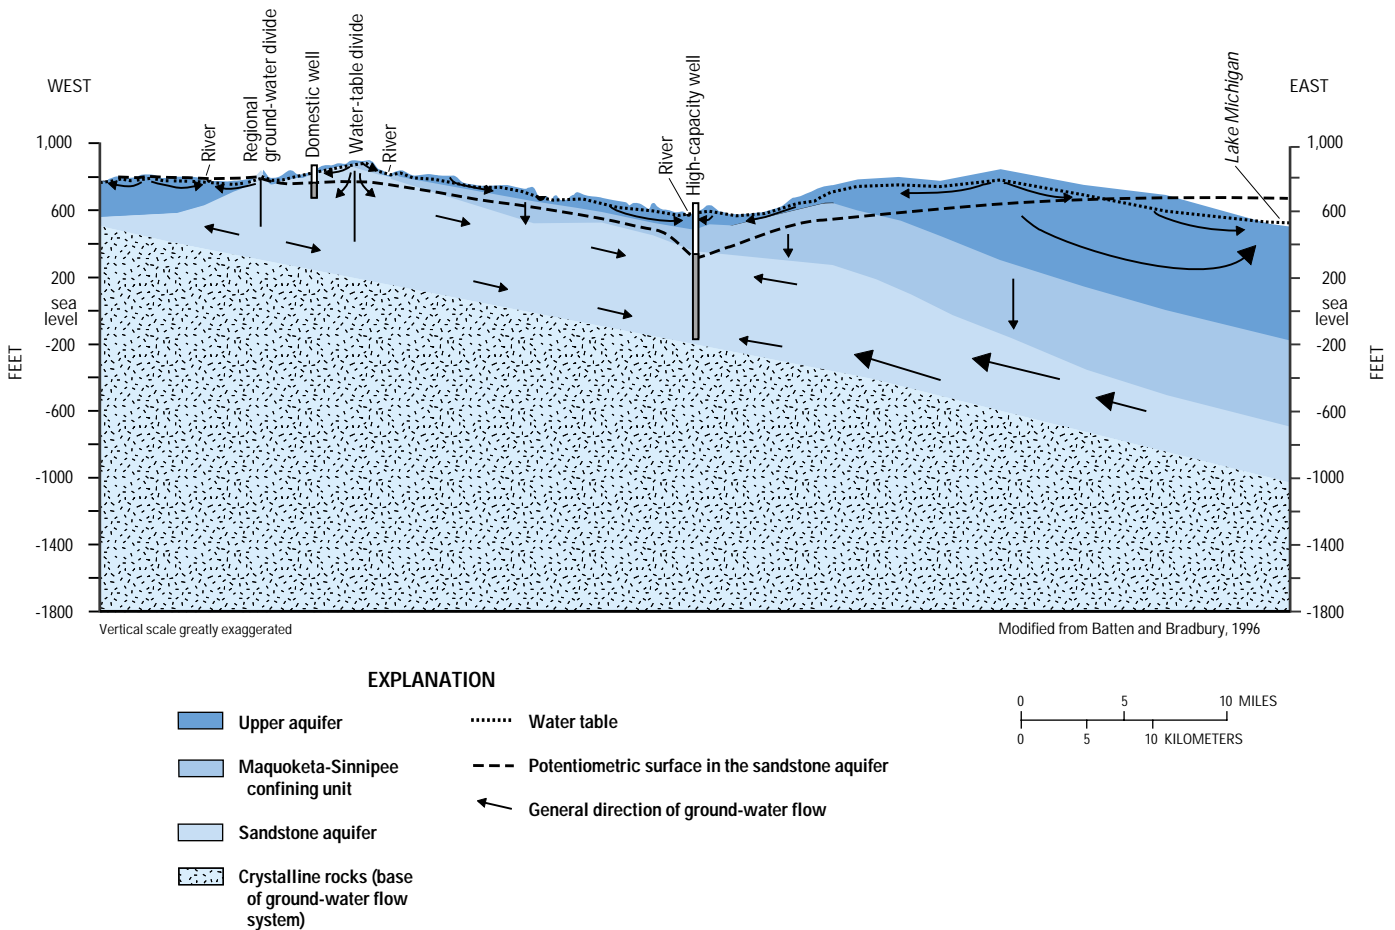 WEST
EAST
River
Regional
ground-water divide
Domestic well
Water-table divide
River
River
High-capacity well
Lake Michigan
1,000
600
200
sea
level
-200
-600
-1000
-1400
-1800
FEET
1,000
600
200
sea
level
-200
-600
-1000
-1400
-1800
FEET
Vertical scale greatly exaggerated
Modified from Batten and Bradbury, 1996
EXPLANATION
Upper aquifer
Maquoketa-Sinnipee
confining unit
Sandstone aquifer
Crystalline rocks (base
of ground-water flow
system)
Water table
Potentiometric surface in the sandstone aquifer
General direction of ground-water flow
0 5 10 MILES
0 5 10 KILOMETERS